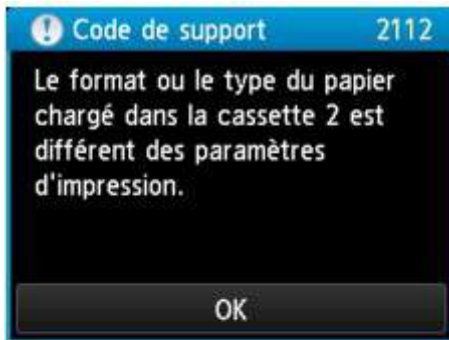 Code de support 2112
Le format ou le type du papier
chargé dans la cassette 2 est
différent des paramètres
d'impression.
OK